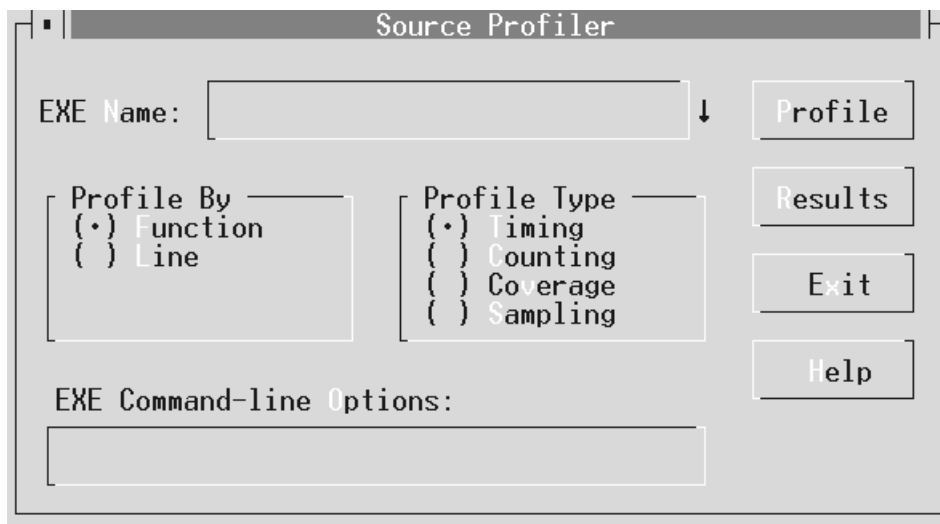 Source Profiler
EXE Name:
Profile
Profile By
(•) Function
( ) Line
Profile Type
(•) Timing
( ) Counting
( ) Coverage
( ) Sampling
Results
Exit
Help
EXE Command-line Options: